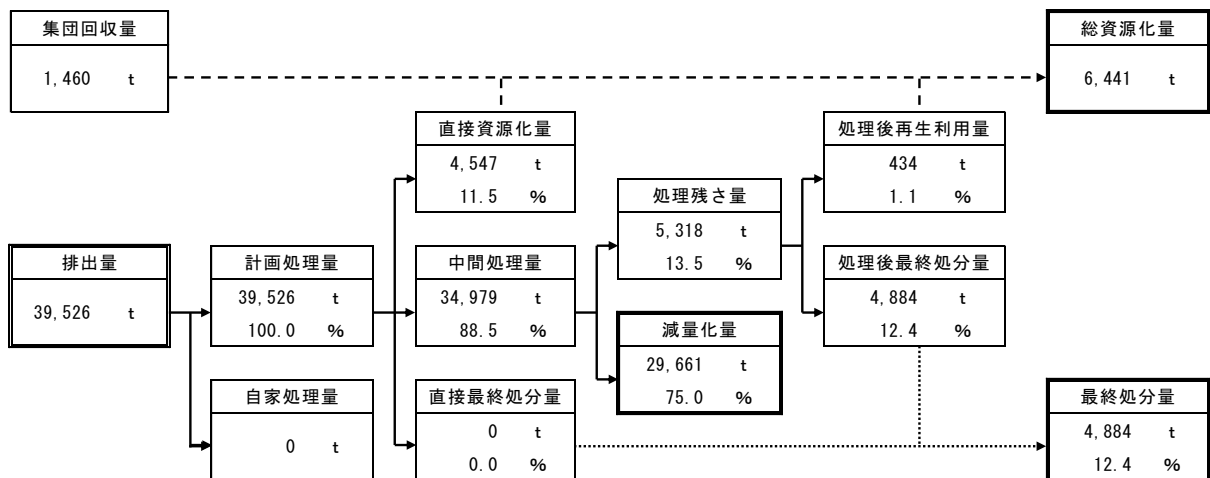 集団回収量
1,460 t
総資源化量
6,441 t
直接資源化量
4,547 t
11.5 %
処理後再生利用量
434 t
1.1 %
処理残さ量
5,318 t
13.5 %
排出量
39,526 t
計画処理量
39,526 t
100.0 %
中間処理量
34,979 t
88.5 %
処理後最終処分量
4,884 t
12.4 %
減量化量
29,661 t
75.0 %
自家処理量
0 t
直接最終処分量
0 t
0.0 %
最終処分量
4,884 t
12.4 %